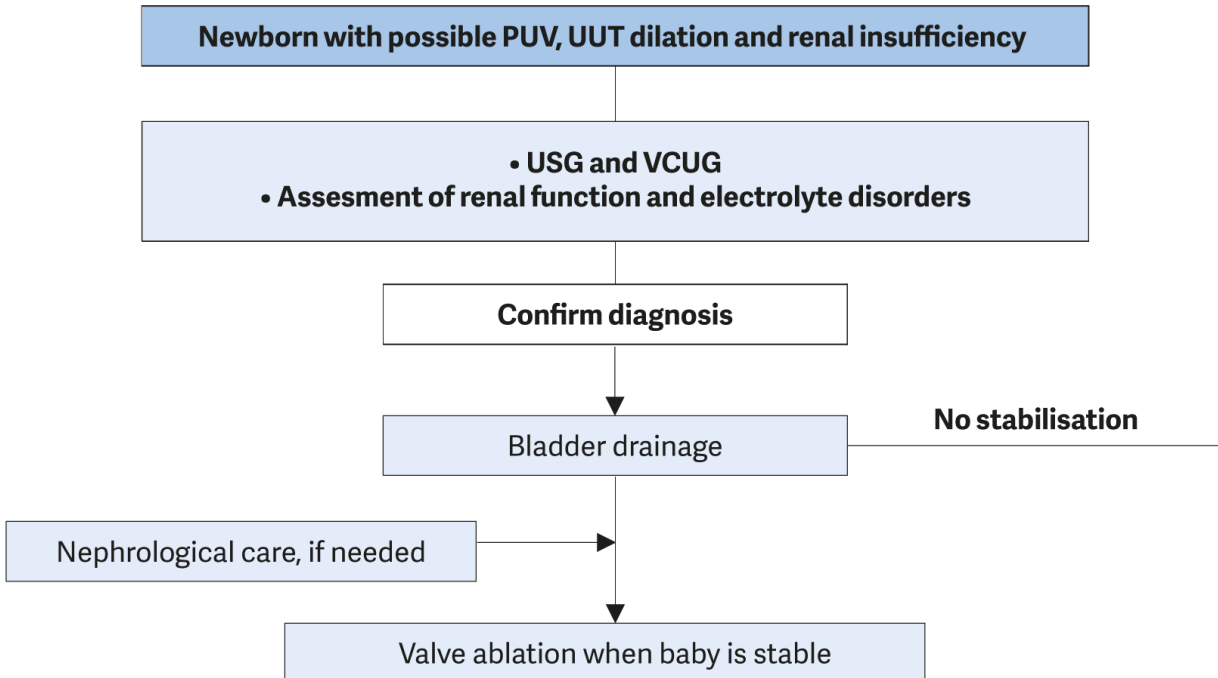 Newborn with possible PUV, UUT dilation and renal insufficiency
• USG and VCUG
• Assesment of renal function and electrolyte disorders
Confirm diagnosis
No stabilisation
Bladder drainage
Nephrological care, if needed
Valve ablation when baby is stable